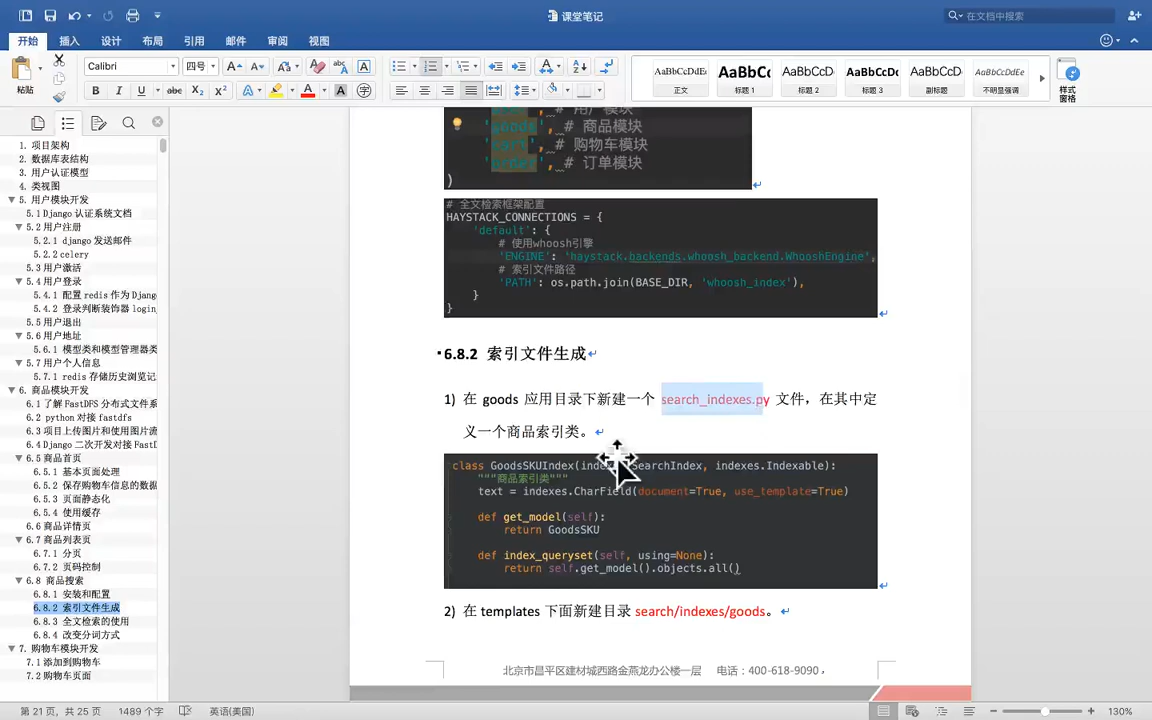 课堂笔记
在文档中搜索
开始 插入 设计 布局 引用 邮件 审阅 视图
粘贴
Calibri 四号
AaBbCcDdEe AaBbCc AaBbCcD AaBbCcDc AaBbCcD AaBbCcDdEe
正文 标题 1 标题 2 标题 3 副标题 不明显强调
样式
窗格
1. 项目架构
2. 数据库表结构
3. 用户认证模型
4. 类视图
5. 用户模块开发
5.1 Django 认证系统文档
5.2 用户注册
5.2.1 django 发送邮件
5.2.2 celery
5.3 用户激活
5.4 用户登录
5.4.1 配置 redis 作为 Djang
5.4.2 登录判断装饰器 login
5.5 用户退出
5.6 用户地址
5.6.1 模型类和模型管理器类
5.7 用户个人信息
5.7.1 redis 存储历史浏览记
6. 商品模块开发
6.1 了解 FastDFS 分布式文件系
6.2 python 对接 fastdfs
6.3 项目上传图片和使用图片流
6.4 Django 二次开发对接 FastD
6.5 商品首页
6.5.1 基本页面处理
6.5.2 保存购物车信息的数据
6.5.3 页面静态化
6.5.4 使用缓存
6.6 商品详情页
6.7 商品列表页
6.7.1 分页
6.7.2 页码控制
6.8 商品搜索
6.8.1 安装和配置
6.8.2 索引文件生成
6.8.3 全文检索的使用
6.8.4 改变分词方式
7. 购物车模块开发
7.1 添加到购物车
7.2 购物车页面
'goods', # 商品模块
'cart', # 购物车模块
'order', # 订单模块
)
# 全文检索框架配置
HAYSTACK_CONNECTIONS = {
'default': {
# 使用whoosh引擎
'ENGINE': 'haystack.backends.whoosh_backend.WhooshEngine',
# 索引文件路径
'PATH': os.path.join(BASE_DIR, 'whoosh_index'),
}
}
6.8.2 索引文件生成
1) 在 goods 应用目录下新建一个 search_indexes.py 文件，在其中定
义一个商品索引类。
class GoodsSKUIndex(indexes.SearchIndex, indexes.Indexable):
"""商品索引类"""
text = indexes.CharField(document=True, use_template=True)
def get_model(self):
return GoodsSKU
def index_queryset(self, using=None):
return self.get_model().objects.all()
2) 在 templates 下面新建目录 search/indexes/goods。
北京市昌平区建材城西路金燕龙办公楼一层 电话：400-618-9090
第 21 页，共 25 页 1489 个字 英语(美国) 130%